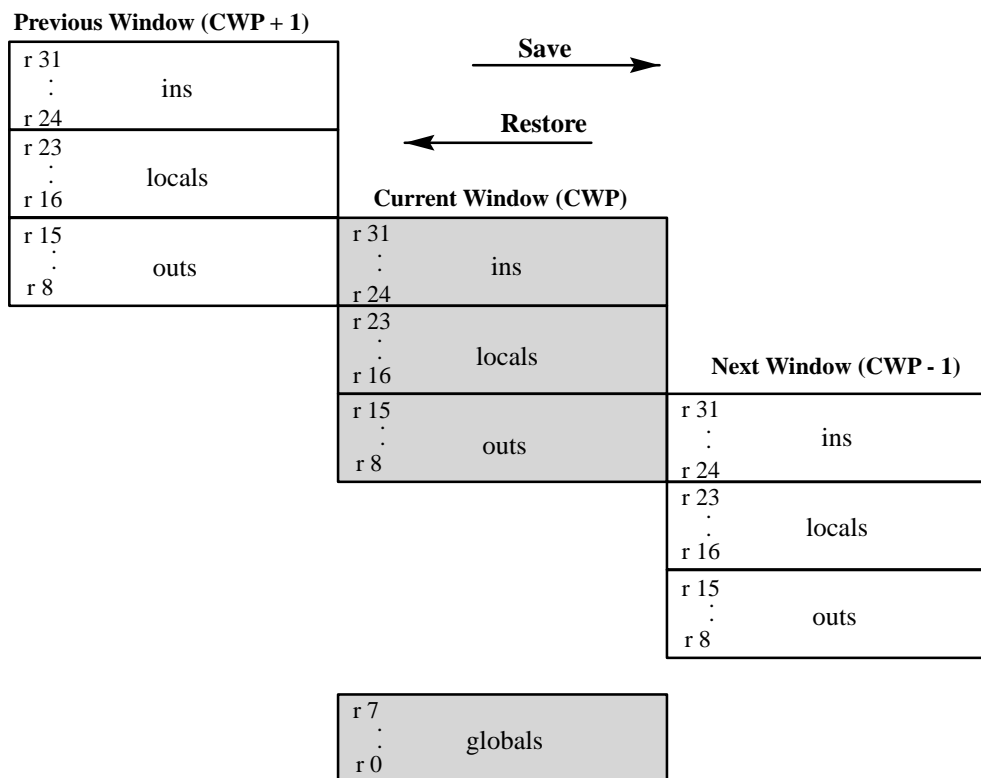 Previous Window (CWP + 1)
r 31
:
r 24
ins
r 23
:
r 16
locals
r 15
:
r 8
outs
Save
Restore
Current Window (CWP)
r 31
:
r 24
ins
r 23
:
r 16
locals
r 15
:
r 8
outs
Next Window (CWP - 1)
r 31
:
r 24
ins
r 23
:
r 16
locals
r 15
:
r 8
outs
r 7
:
r 0
globals